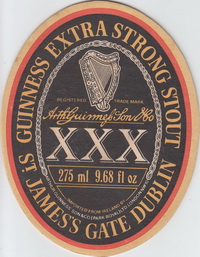 GUINNESS EXTRA STRONG STOUT
REGISTERED TRADE MARK
Arth Guinness Son & Co
XXX
275 ml 9.68 fl oz
ST. JAMES'S GATE DUBLIN